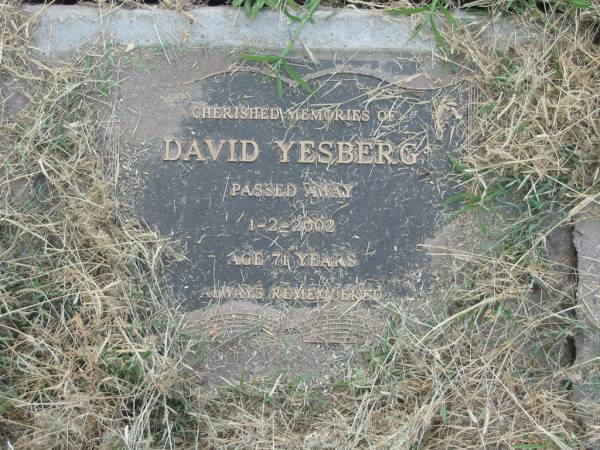 CHERISHED MEMORIES OF
DAVID YESBERG
PASSED AWAY
1-2-2002
AGE 71 YEARS
ALWAYS REMEMBERED